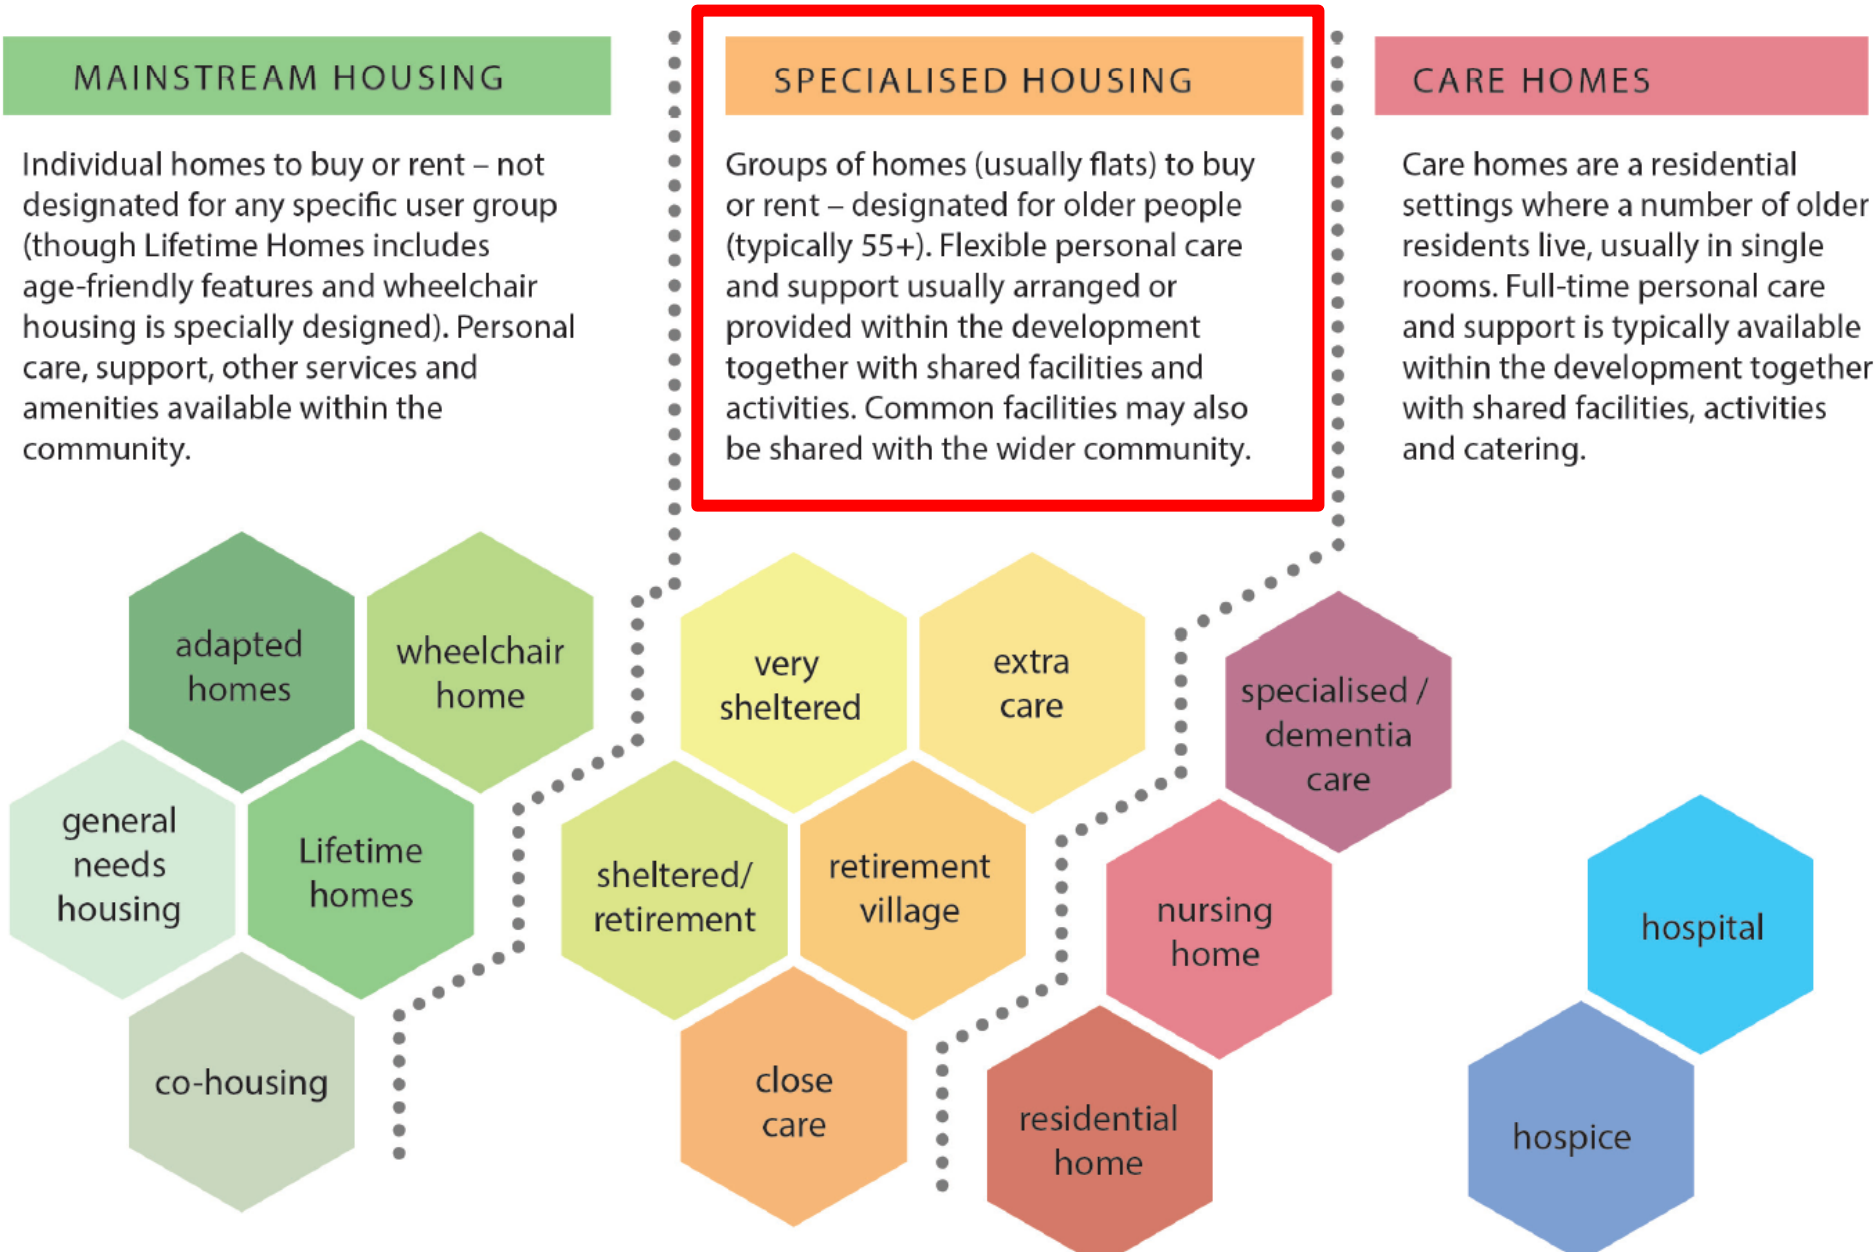 MAINSTREAM HOUSING
Individual homes to buy or rent – not
designated for any specific user group
(though Lifetime Homes includes
age-friendly features and wheelchair
housing is specially designed). Personal
care, support, other services and
amenities available within the
community.
SPECIALISED HOUSING
Groups of homes (usually flats) to buy
or rent – designated for older people
(typically 55+). Flexible personal care
and support usually arranged or
provided within the development
together with shared facilities and
activities. Common facilities may also
be shared with the wider community.
CARE HOMES
Care homes are a residential
settings where a number of older
residents live, usually in single
rooms. Full-time personal care
and support is typically available
within the development together
with shared facilities, activities
and catering.
adapted
homes
wheelchair
home
general
needs
housing
Lifetime
homes
co-housing
very
sheltered
extra
care
sheltered/
retirement
retirement
village
close
care
specialised /
dementia
care
nursing
home
residential
home
hospital
hospice